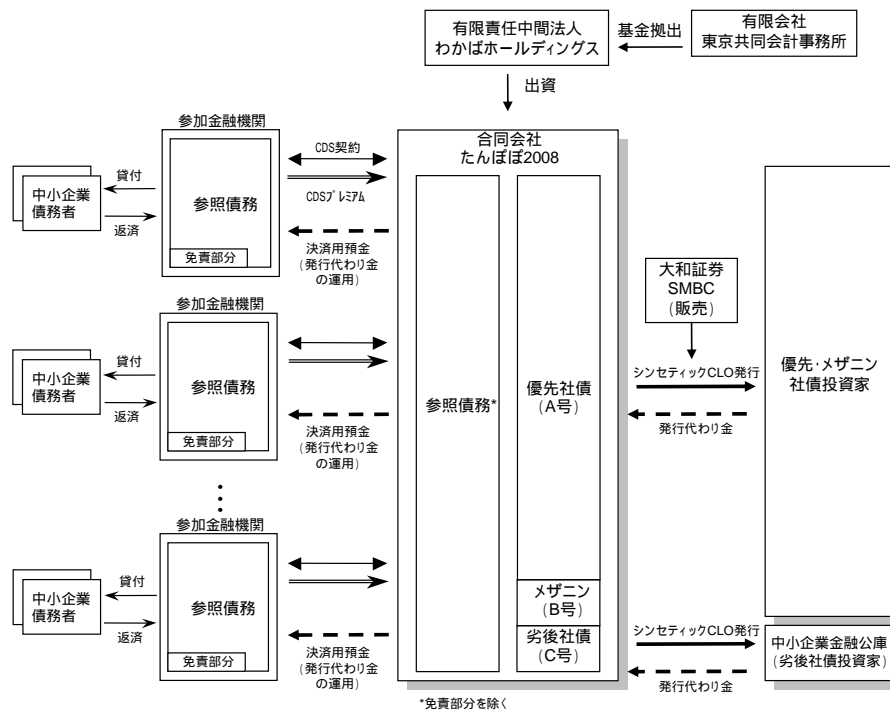 有限責任中間法人
わかばホールディングス
基金拠出
有限会社
東京共同会計事務所
出資
参加金融機関
中小企業
債務者
貸付
返済
参照債務
免責部分
CDS契約
CDSプレミアム
決済用預金
(発行代わり金
の運用)
合同会社
たんぽぽ2008
参照債務*
優先社債
(A号)
メザニン
(B号)
劣後社債
(C号)
大和証券
SMBC
(販売)
シンセティックCLO発行
発行代わり金
優先・メザニン
社債投資家
参加金融機関
中小企業
債務者
貸付
返済
参照債務
免責部分
決済用預金
(発行代わり金
の運用)
参加金融機関
中小企業
債務者
貸付
返済
参照債務
免責部分
決済用預金
(発行代わり金
の運用)
シンセティックCLO発行
発行代わり金
中小企業金融公庫
(劣後社債投資家)
*免責部分を除く